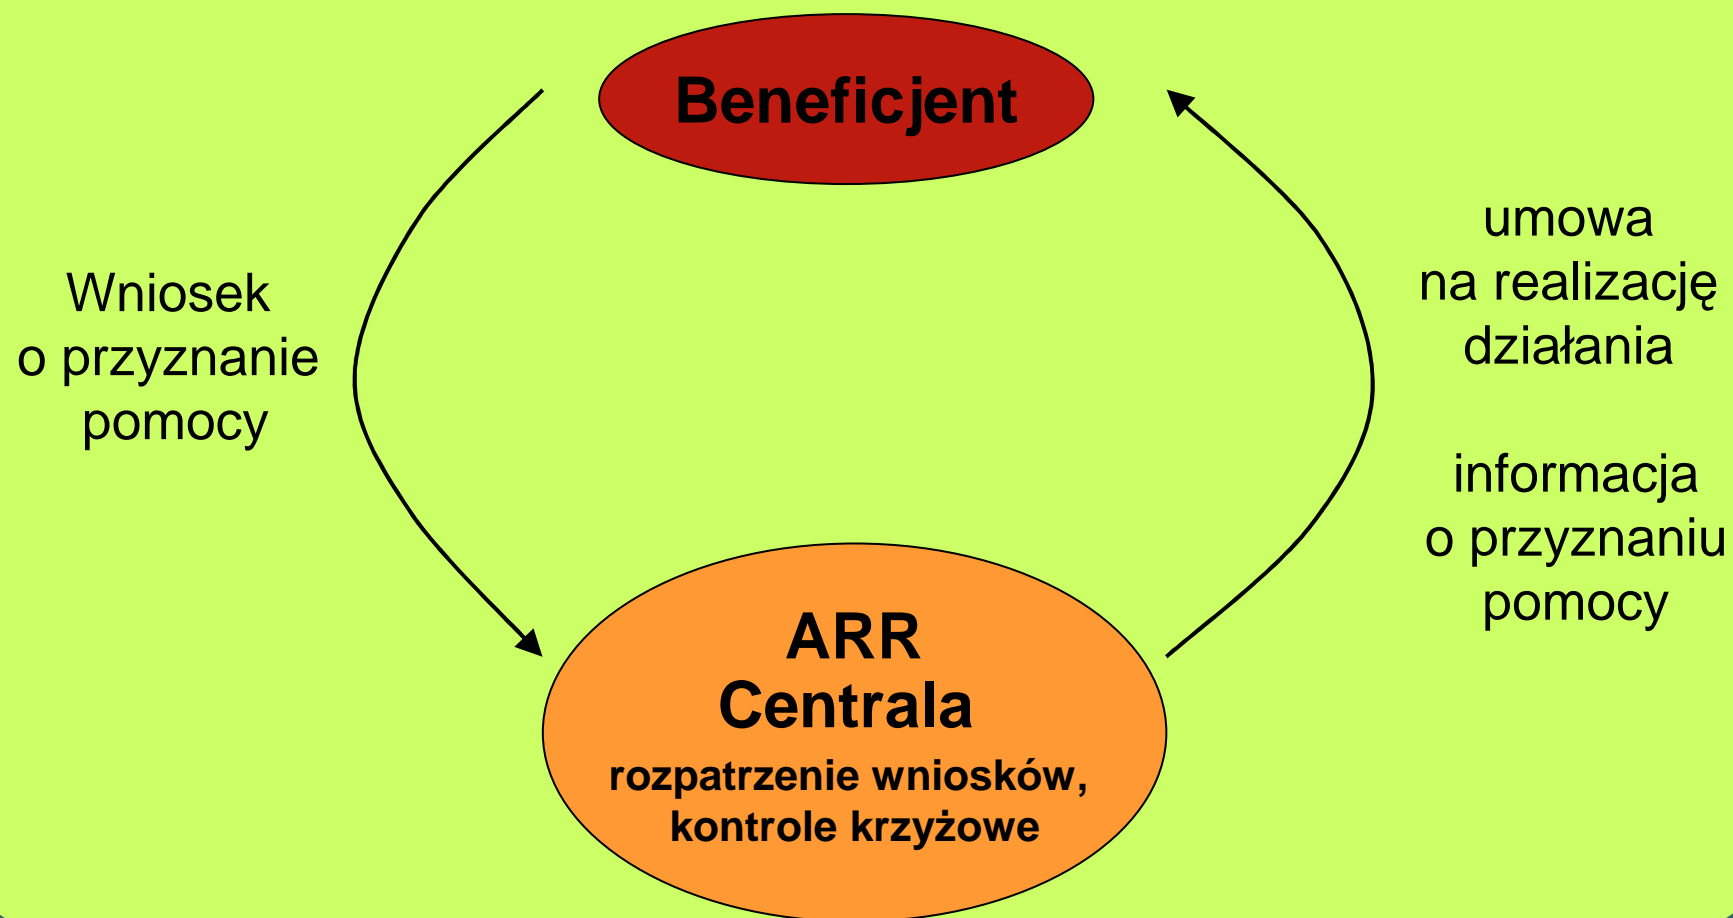 Beneficjent
Wniosek
o przyznanie
pomocy
umowa
na realizację
działania
informacja
o przyznaniu
pomocy
ARR
Centrala
rozpatrzenie wniosków,
kontrole krzyżowe